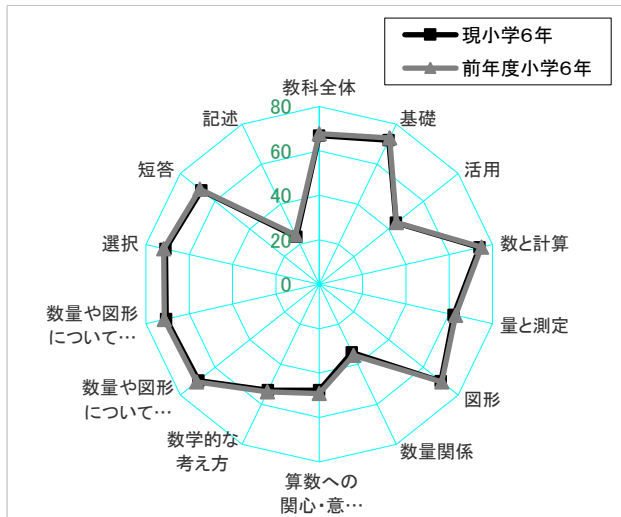 現小学6年
前年度小学6年
教科全体
基礎
活用
数と計算
量と測定
図形
数量関係
算数への
関心・意…
数学的な
考え方
数量や図形
について…
数量や図形
について…
選択
短答
記述
80
60
40
20
0